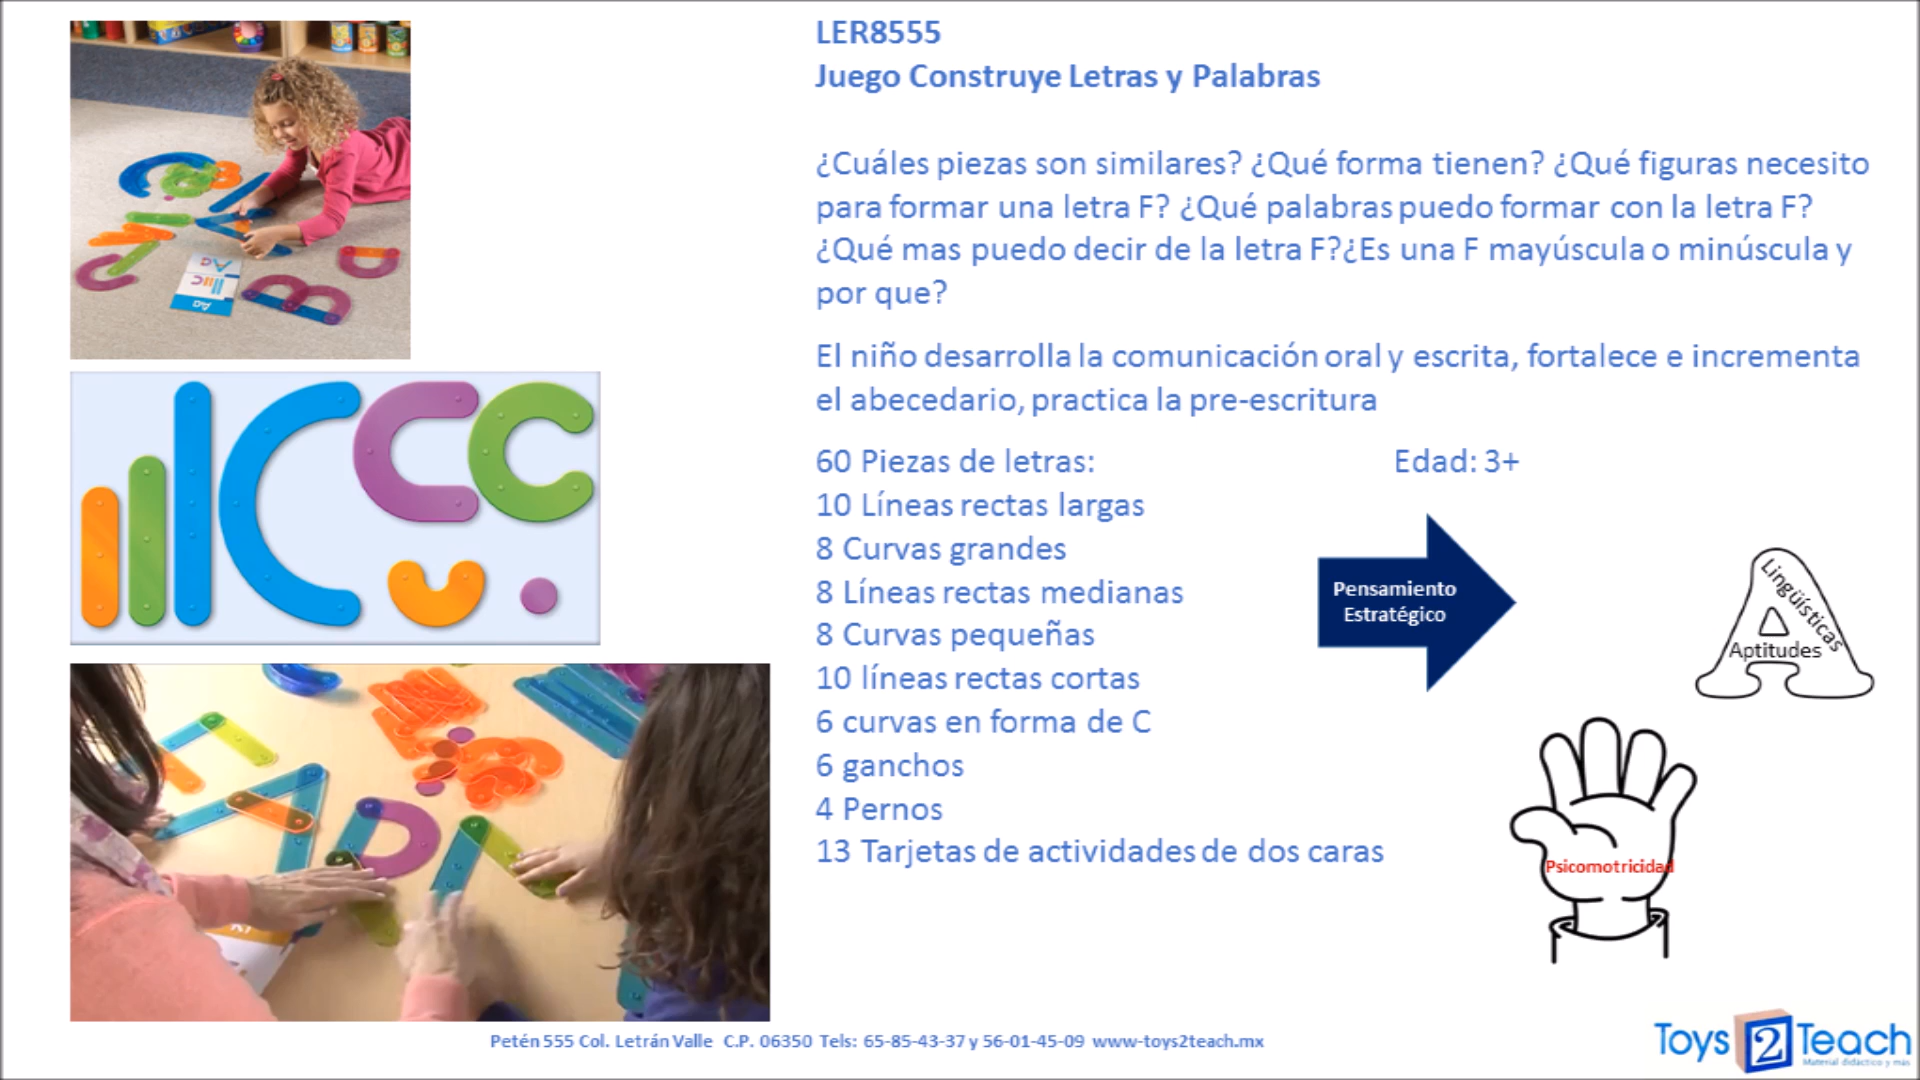 LER8555
Juego Construye Letras y Palabras
¿Cuáles piezas son similares? ¿Qué forma tienen? ¿Qué figuras necesito
para formar una letra F? ¿Qué palabras puedo formar con la letra F?
¿Qué mas puedo decir de la letra F?¿Es una F mayúscula o minúscula y
por que?
El niño desarrolla la comunicación oral y escrita, fortalece e incrementa
el abecedario, practica la pre-escritura
60 Piezas de letras:
Edad: 3+
10 Líneas rectas largas
8 Curvas grandes
8 Líneas rectas medianas
8 Curvas pequeñas
10 líneas rectas cortas
6 curvas en forma de C
6 ganchos
4 Pernos
13 Tarjetas de actividades de dos caras
Pensamiento
Estratégico
Lingüísticas
Aptitudes
Psicomotricidad
Aa
Aa
Petén 555 Col. Letrán Valle C.P. 06350 Tels: 65-85-43-37 y 56-01-45-09 www-toys2teach.mx
Toys 2 Teach
Material didáctico y más